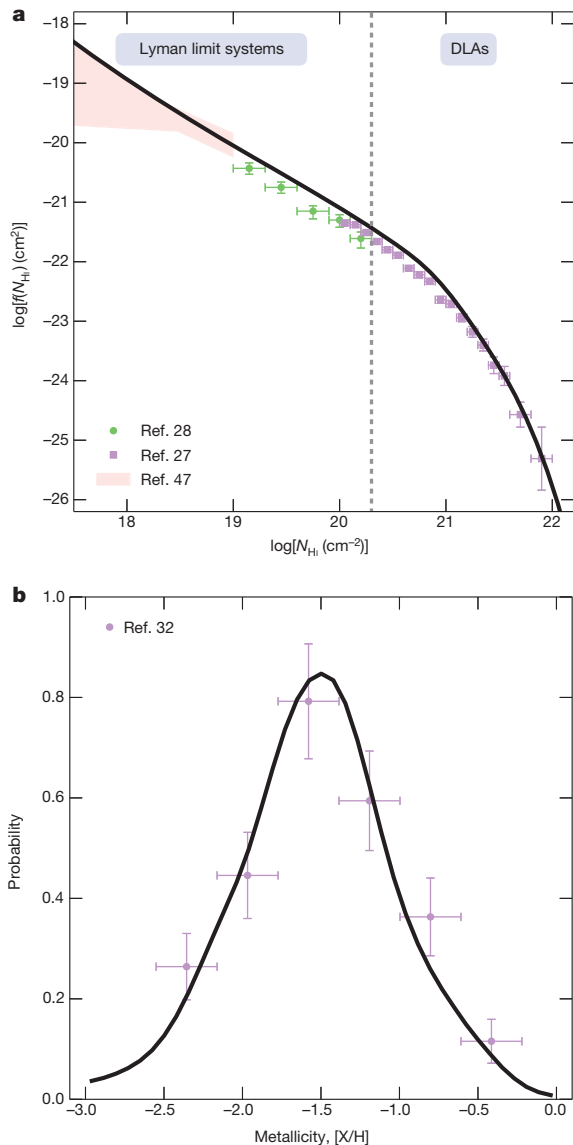 a
Lyman limit systems
DLAs
−18
−19
−20
−21
−22
−23
−24
−25
−26
log[f(N_HI) (cm²)]
Ref. 28
Ref. 27
Ref. 47
18 19 20 21 22
log[N_HI (cm⁻²)]
b
1.0
0.8
0.6
0.4
0.2
0.0
Probability
Ref. 32
−3.0 −2.5 −2.0 −1.5 −1.0 −0.5 0.0
Metallicity, [X/H]